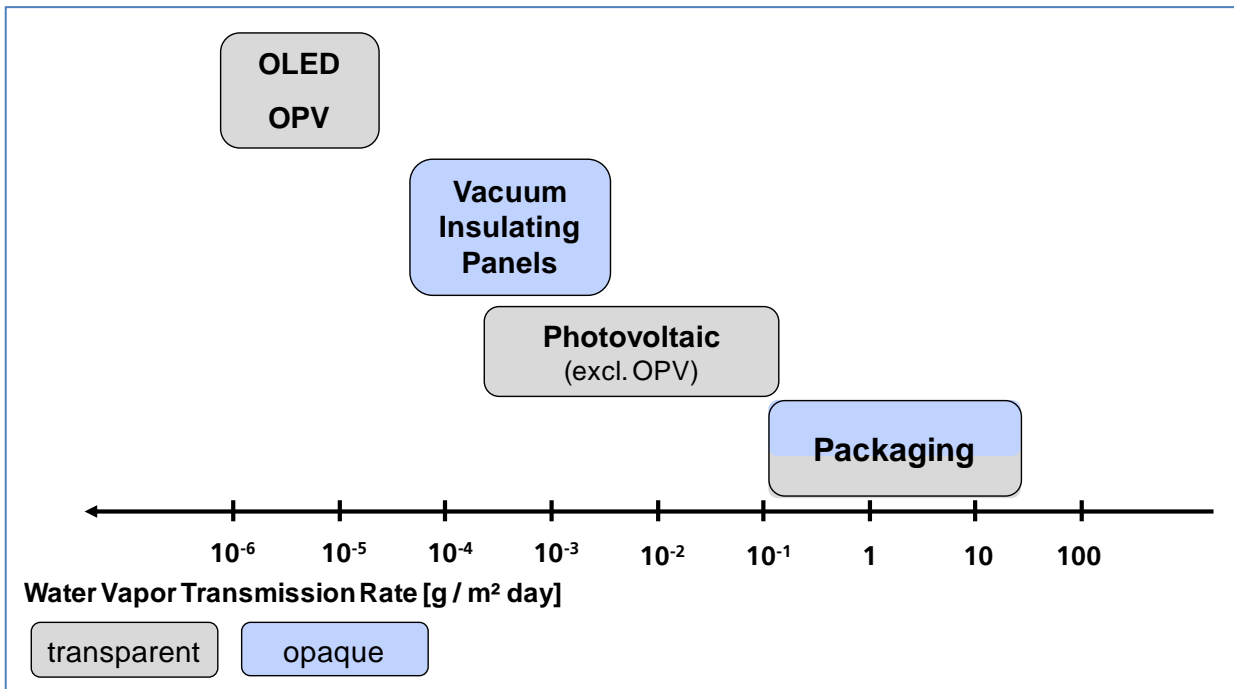 OLED
OPV
Vacuum
Insulating
Panels
Photovoltaic
(excl. OPV)
Packaging
10⁻⁶ 10⁻⁵ 10⁻⁴ 10⁻³ 10⁻² 10⁻¹ 1 10 100
Water Vapor Transmission Rate [g / m² day]
transparent opaque